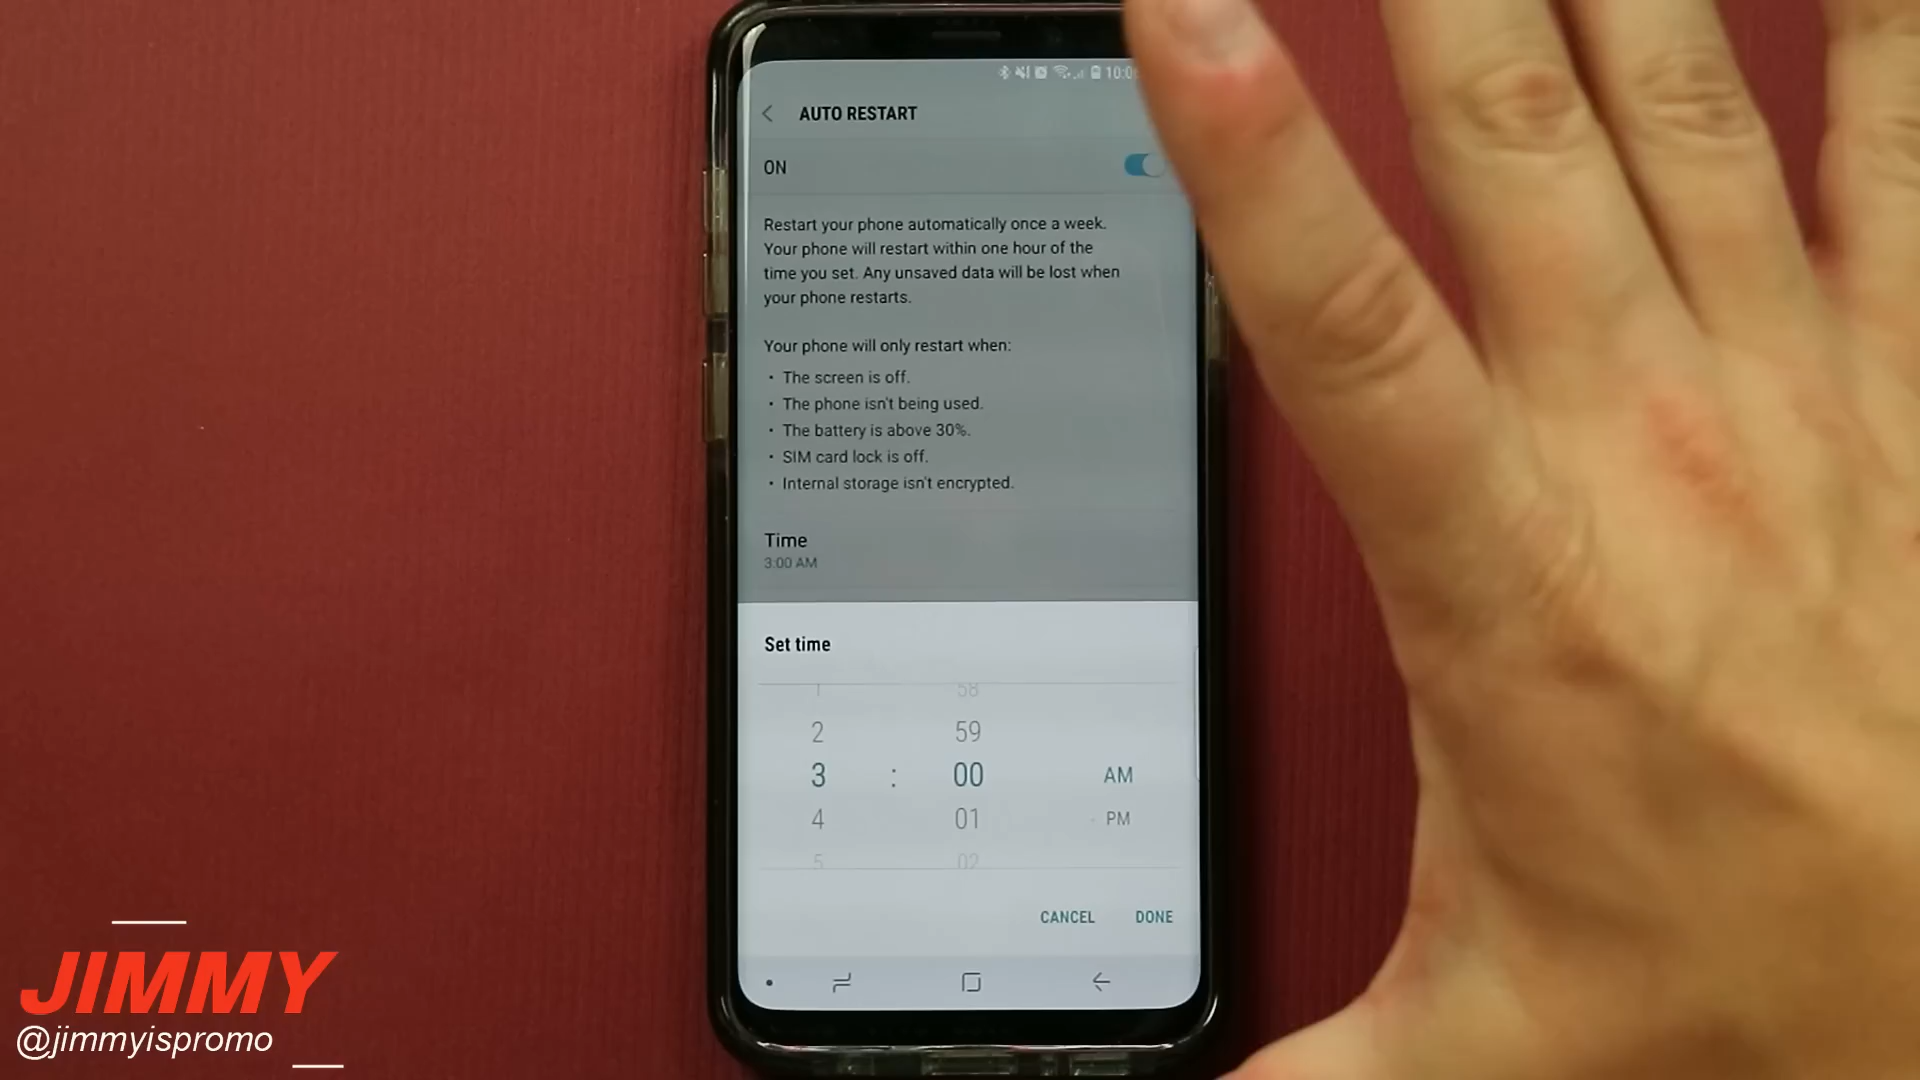 AUTO RESTART
ON
Restart your phone automatically once a week.
Your phone will restart within one hour of the
time you set. Any unsaved data will be lost when
your phone restarts.
Your phone will only restart when:
• The screen is off.
• The phone isn't being used.
• The battery is above 30%.
• SIM card lock is off.
• Internal storage isn't encrypted.
Time
3:00 AM
Set time
1 58
2 59
3 : 00 AM
4 01 PM
5 02
CANCEL DONE
JIMMY
@jimmyispromo